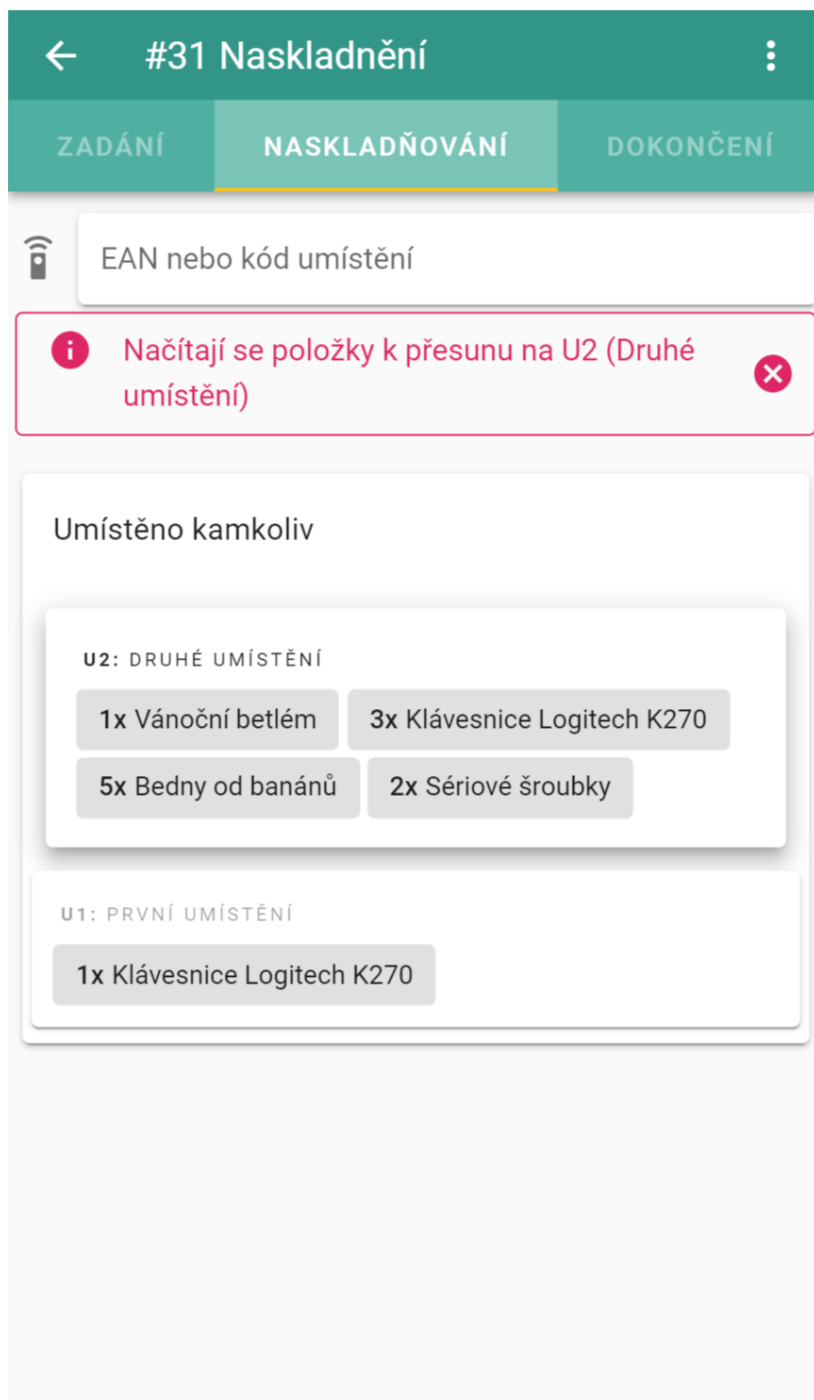 #31 Naskladnění
ZADÁNÍ NASKLADŇOVÁNÍ DOKONČENÍ
EAN nebo kód umístění
Načítají se položky k přesunu na U2 (Druhé
umístění)
Umístěno kamkoliv
U2: DRUHÉ UMÍSTĚNÍ
1x Vánoční betlém 3x Klávesnice Logitech K270
5x Bedny od banánů 2x Sériové šroubky
U1: PRVNÍ UMÍSTĚNÍ
1x Klávesnice Logitech K270